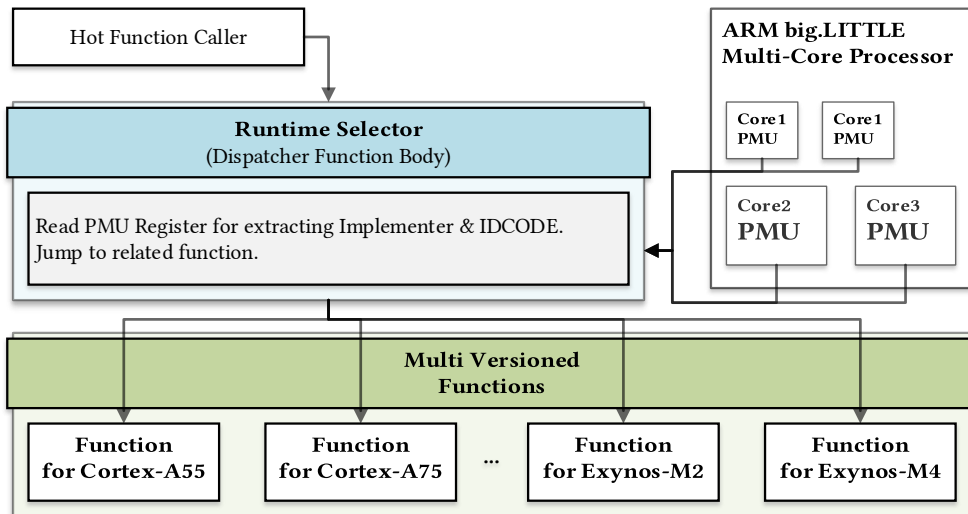 Hot Function Caller
ARM big.LITTLE
Multi-Core Processor
Core1
PMU
Core1
PMU
Core2
PMU
Core3
PMU
Runtime Selector
(Dispatcher Function Body)
Read PMU Register for extracting Implementer & IDCODE.
Jump to related function.
Multi Versioned
Functions
Function
for Cortex-A55
Function
for Cortex-A75
...
Function
for Exynos-M2
Function
for Exynos-M4